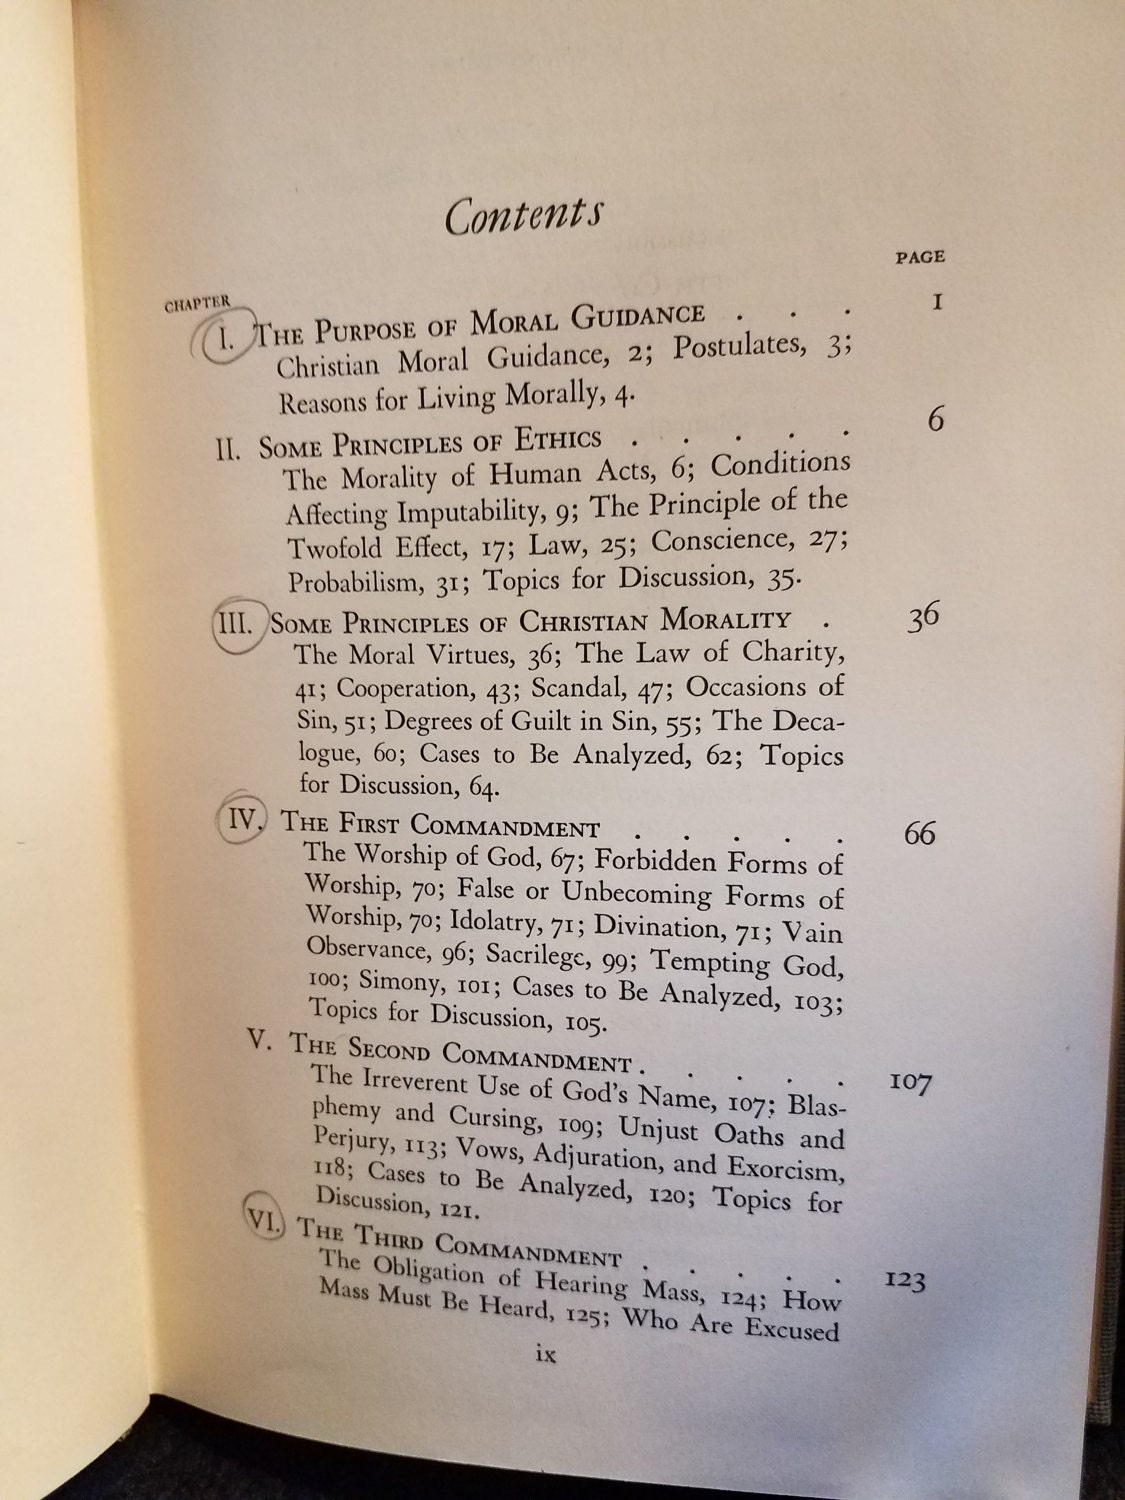 Contents
PAGE
CHAPTER
I. THE PURPOSE OF MORAL GUIDANCE . . . 1
Christian Moral Guidance, 2; Postulates, 3;
Reasons for Living Morally, 4.
II. SOME PRINCIPLES OF ETHICS . . . . . 6
The Morality of Human Acts, 6; Conditions
Affecting Imputability, 9; The Principle of the
Twofold Effect, 17; Law, 25; Conscience, 27;
Probabilism, 31; Topics for Discussion, 35.
III. SOME PRINCIPLES OF CHRISTIAN MORALITY . 36
The Moral Virtues, 36; The Law of Charity,
41; Cooperation, 43; Scandal, 47; Occasions of
Sin, 51; Degrees of Guilt in Sin, 55; The Deca-
logue, 60; Cases to Be Analyzed, 62; Topics
for Discussion, 64.
IV. THE FIRST COMMANDMENT . . . . . 66
The Worship of God, 67; Forbidden Forms of
Worship, 70; False or Unbecoming Forms of
Worship, 70; Idolatry, 71; Divination, 71; Vain
Observance, 96; Sacrilege, 99; Tempting God,
100; Simony, 101; Cases to Be Analyzed, 103;
Topics for Discussion, 105.
V. THE SECOND COMMANDMENT . . . . . 107
The Irreverent Use of God's Name, 107; Blas-
phemy and Cursing, 109; Unjust Oaths and
Perjury, 113; Vows, Adjuration, and Exorcism,
118; Cases to Be Analyzed, 120; Topics for
Discussion, 121.
VI. THE THIRD COMMANDMENT . . . . . 123
The Obligation of Hearing Mass, 124; How
Mass Must Be Heard, 125; Who Are Excused
ix